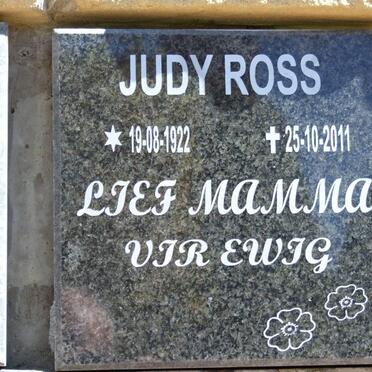 JUDY ROSS
19-08-1922 25-10-2011
LIEF MAMMA
VIR EWIG